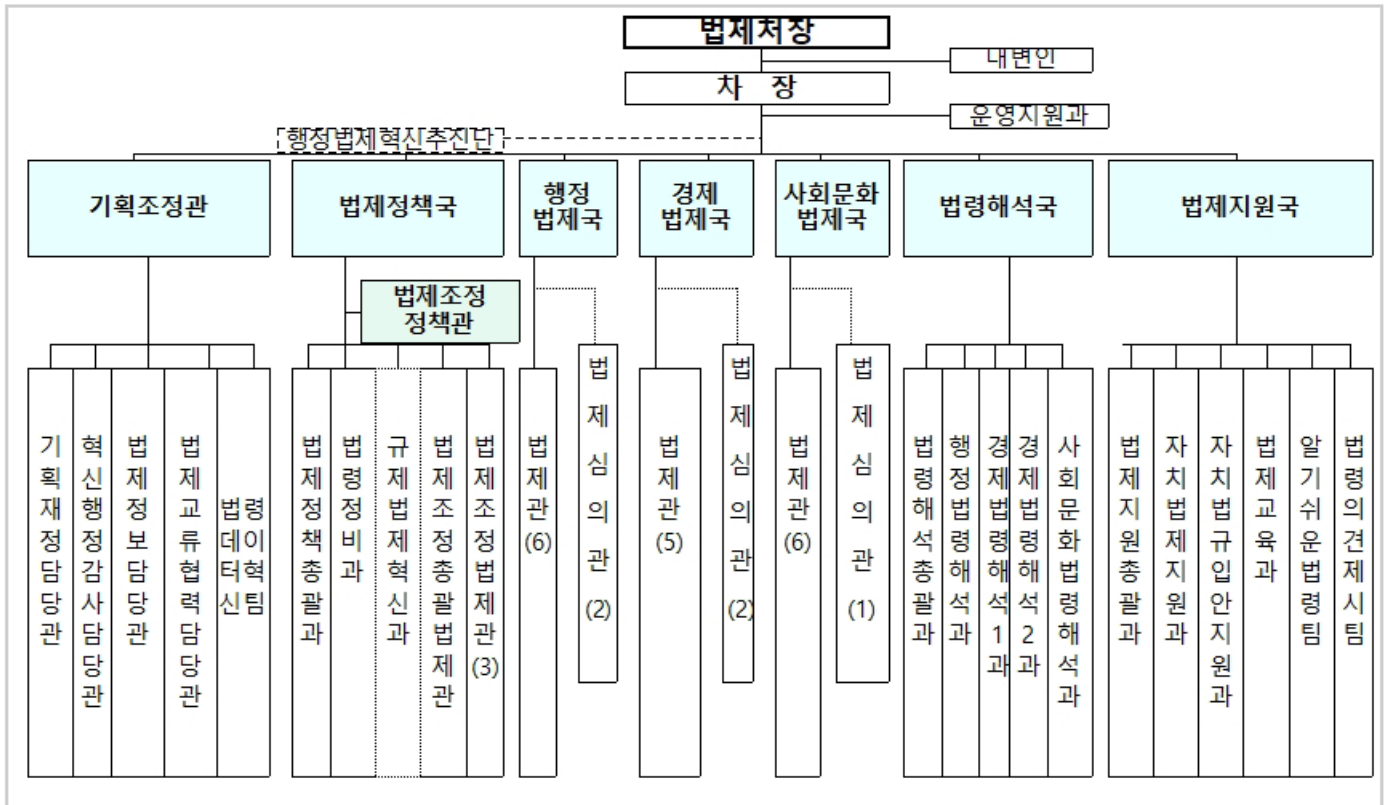 법제처장
대변인
차 장
운영지원과
행정법제혁신추진단
기획조정관
법제정책국
행정
법제국
경제
법제국
사회문화
법제국
법령해석국
법제지원국
법제조정
정책관
기획재정담당관
혁신행정감사담당관
법제정보담당관
법제교류협력담당관
법령
데이
터혁
신팀
법제정책총괄과
법령정비과
규제법제혁신과
법제조정총괄법제관
법제조정법제관(3)
법제관(6)
법제심의관(2)
법제관(5)
법제심의관(2)
법제관(6)
법제심의관(1)
법령해석총괄과
행정법령해석과
경제법령해석1과
경제법령해석2과
사회문화법령해석과
법제지원총괄과
자치법제지원과
자치법규입안지원과
법제교육과
알기쉬운법령팀
법령의견제시팀